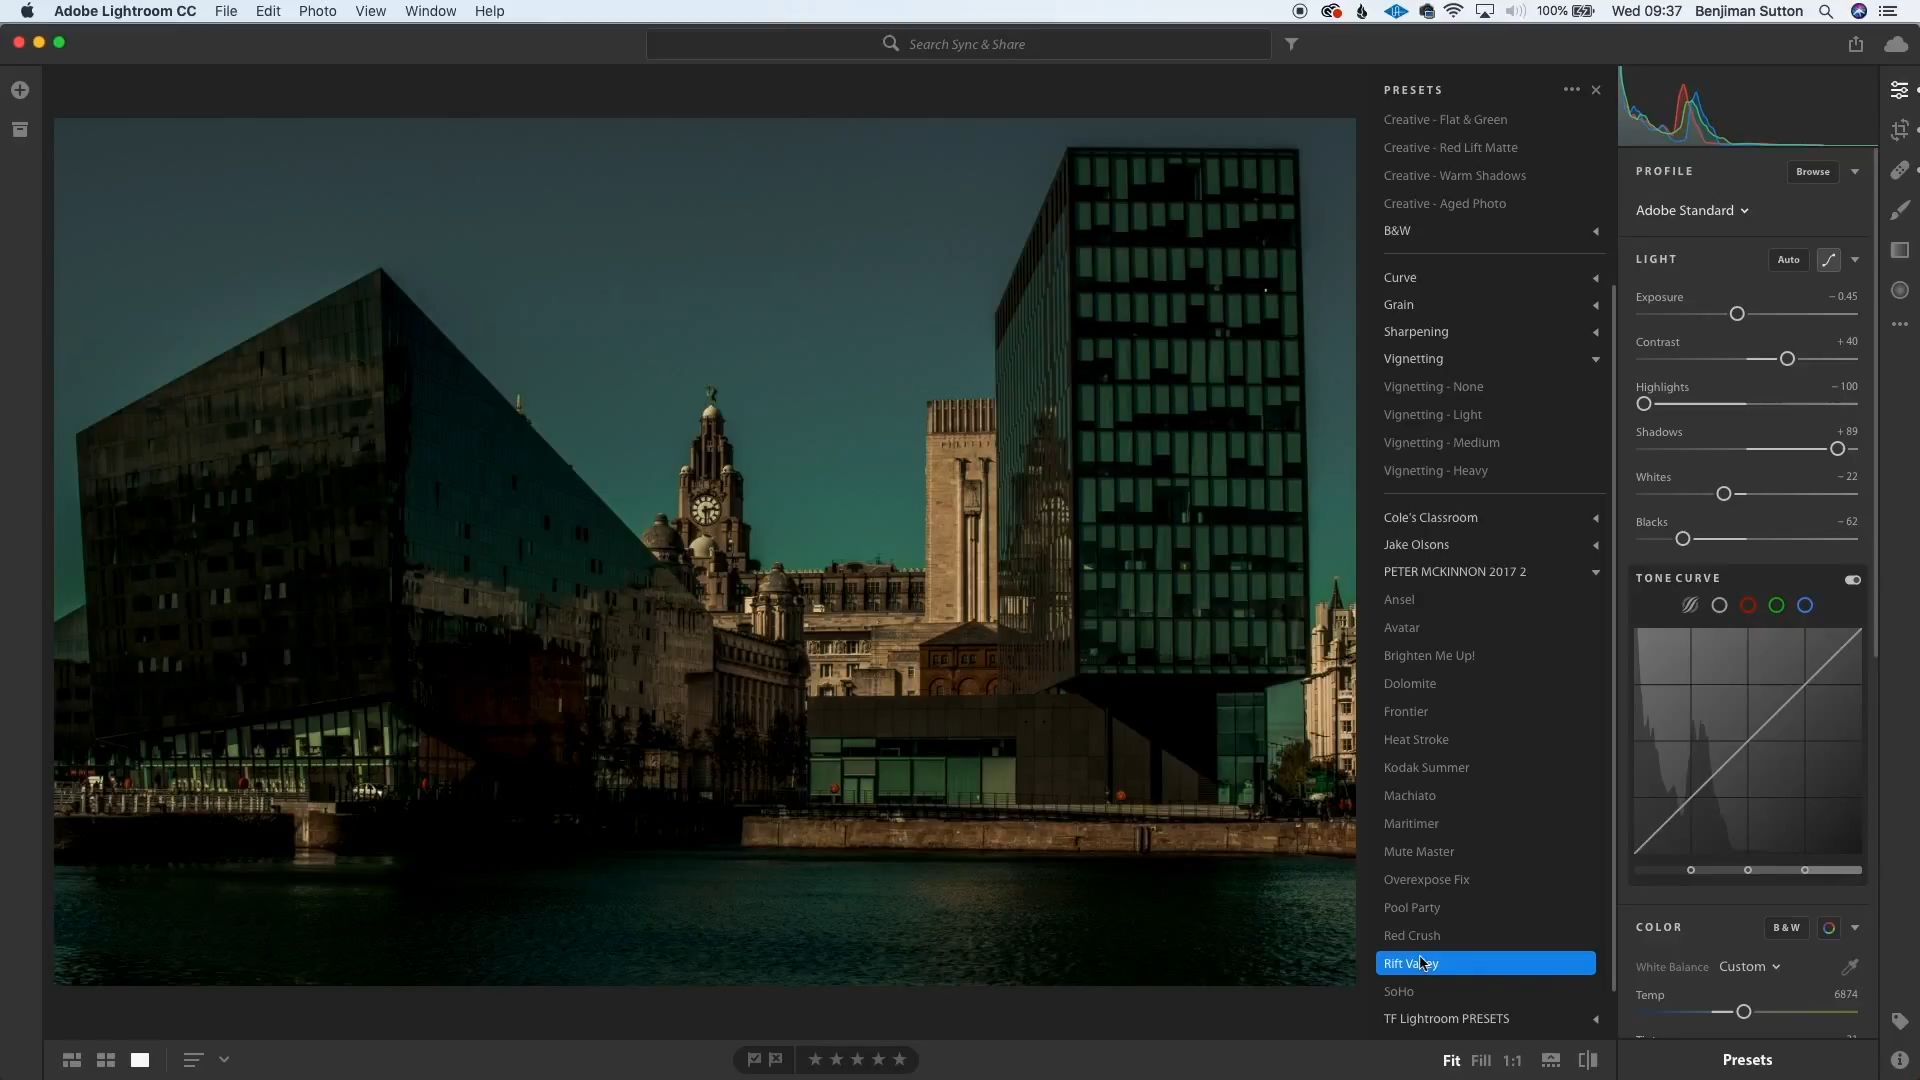 Adobe Lightroom CC File Edit Photo View Window Help 100% Wed 09:37 Benjiman Sutton
Search Sync & Share
PRESETS
Creative - Flat & Green
Creative - Red Lift Matte
Creative - Warm Shadows
Creative - Aged Photo
B&W
Curve
Grain
Sharpening
Vignetting
Vignetting - None
Vignetting - Light
Vignetting - Medium
Vignetting - Heavy
Cole's Classroom
Jake Olsons
PETER MCKINNON 2017 2
Ansel
Avatar
Brighten Me Up!
Dolomite
Frontier
Heat Stroke
Kodak Summer
Machiato
Maritimer
Mute Master
Overexpose Fix
Pool Party
Red Crush
Rift Valley
SoHo
TF Lightroom PRESETS
PROFILE Browse
Adobe Standard
LIGHT Auto
Exposure - 0.45
Contrast + 40
Highlights - 100
Shadows + 89
Whites - 22
Blacks - 62
TONE CURVE
COLOR B&W
White Balance Custom
Temp 6874
Fit Fill 1:1 Presets